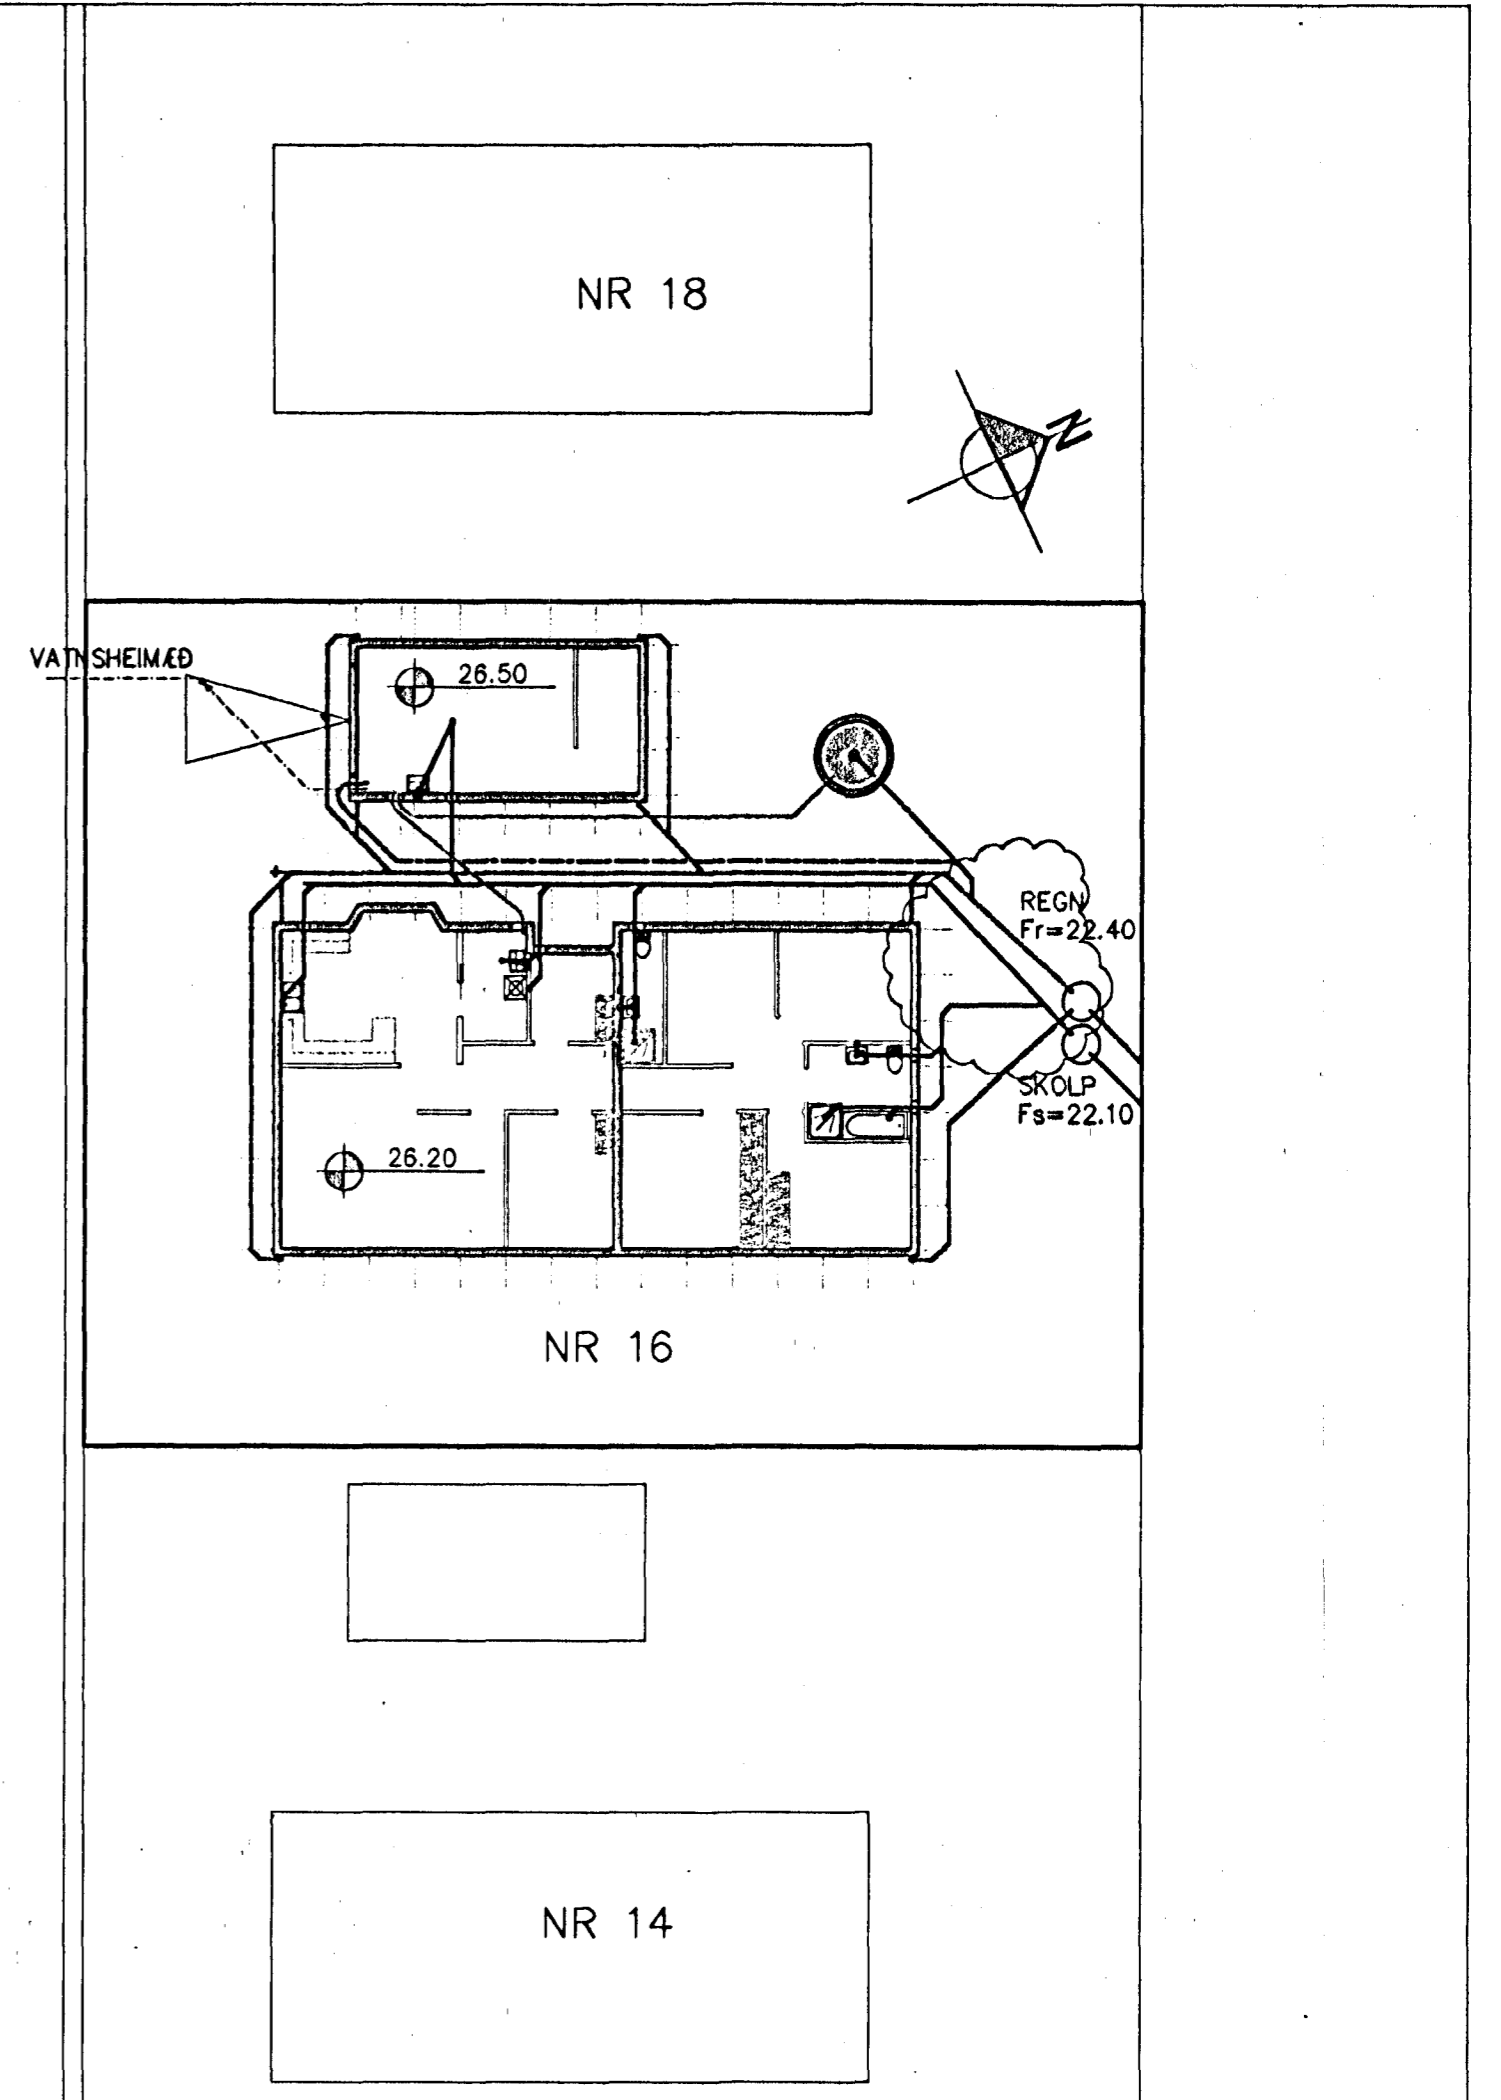 NR 18
N
VATNSHEIMÆÐ
26.50
REGN
Fr=22.40
SKOLP
Fs=22.10
26.20
NR 16
NR 14